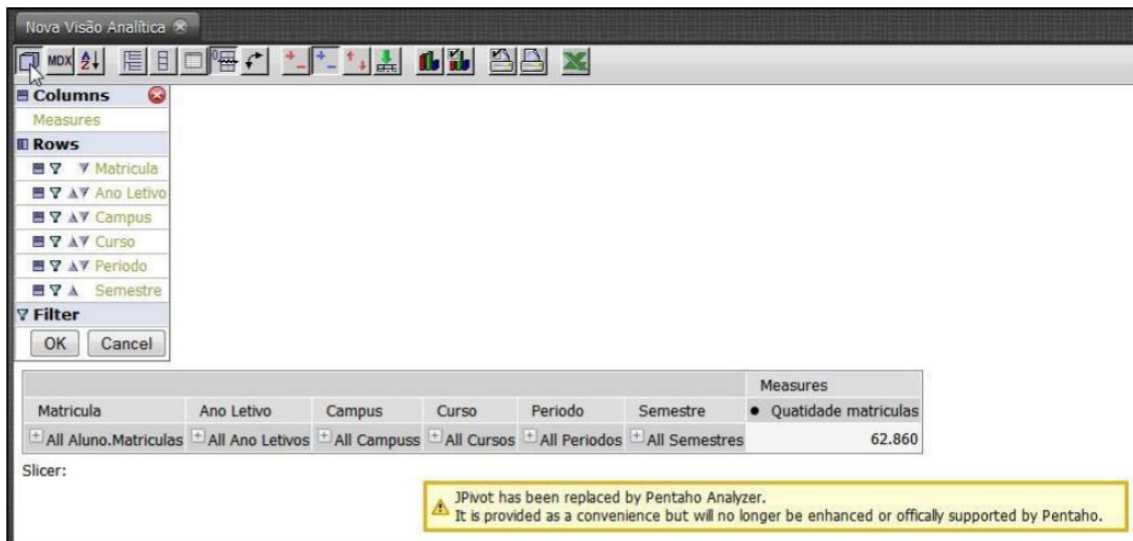 Nova Visão Analítica
MDX
Columns
Measures
Rows
Matricula
Ano Letivo
Campus
Curso
Periodo
Semestre
Filter
OK Cancel
Measures
Matricula Ano Letivo Campus Curso Periodo Semestre Quatidade matriculas
All Aluno.Matriculas All Ano Letivos All Campuss All Cursos All Periodos All Semestres 62.860
Slicer:
JPivot has been replaced by Pentaho Analyzer.
It is provided as a convenience but will no longer be enhanced or offically supported by Pentaho.